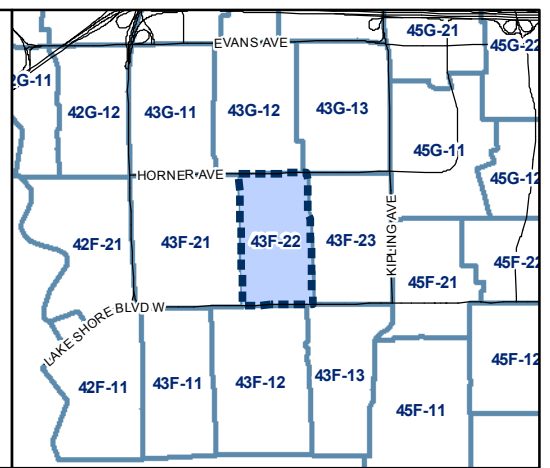 45G-21
EVANS AVE
45G-22
2G-11
42G-12
43G-11
43G-12
43G-13
45G-11
HORNER AVE
45G-12
KIPLING AVE
42F-21
43F-21
43F-22
43F-23
45F-22
45F-21
LAKE SHORE BLVD W
45F-12
42F-11
43F-11
43F-12
43F-13
45F-11